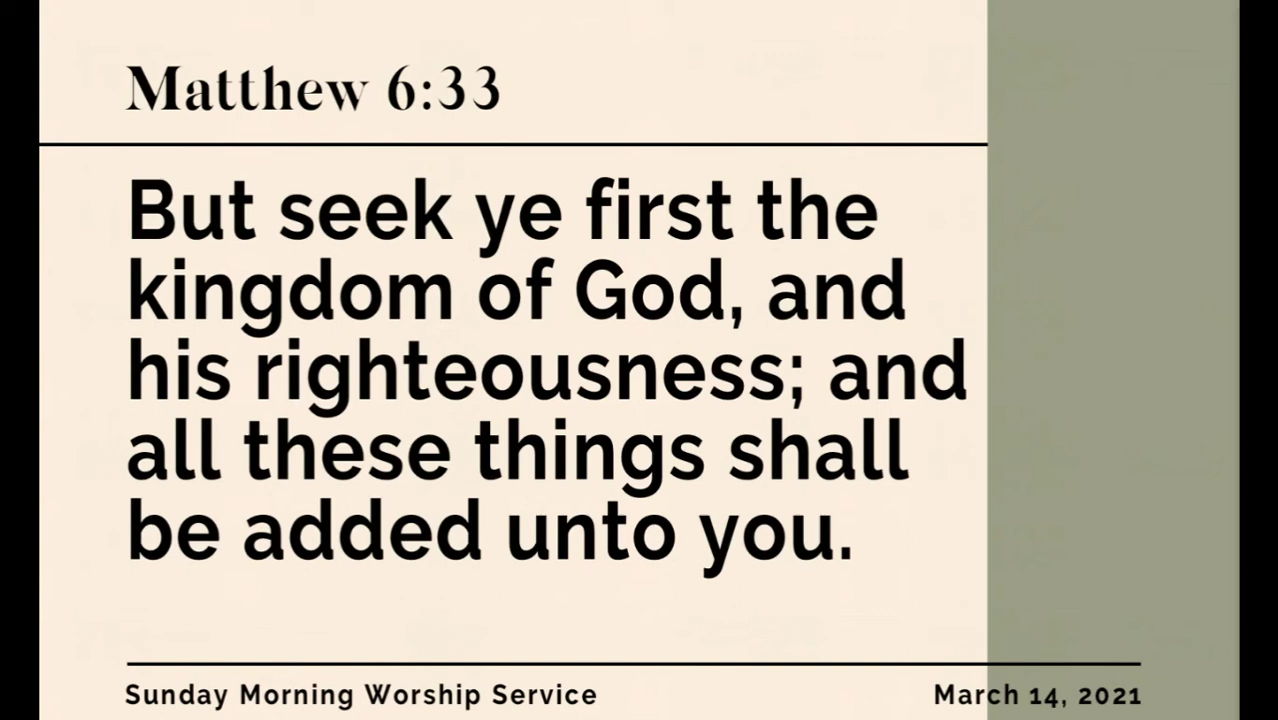 Matthew 6:33
But seek ye first the
kingdom of God, and
his righteousness; and
all these things shall
be added unto you.
Sunday Morning Worship Service
March 14, 2021